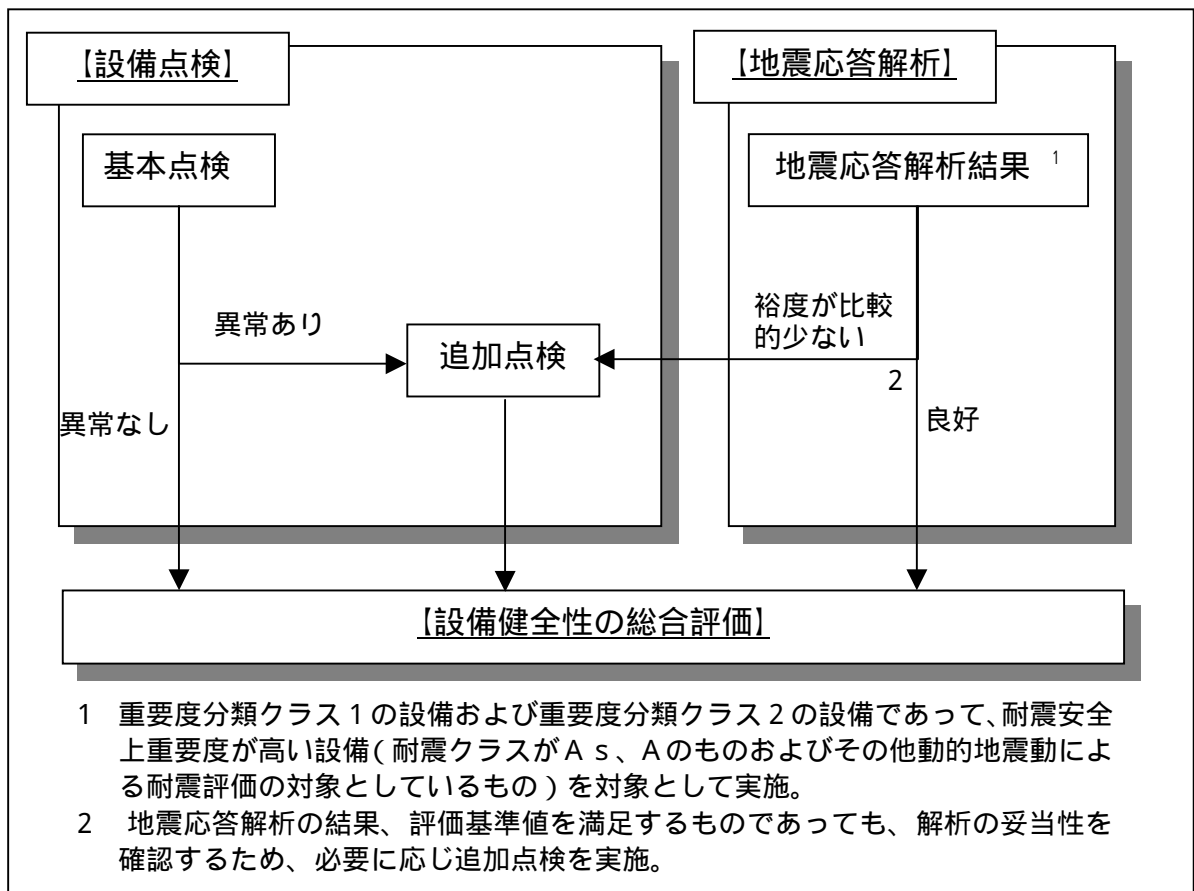 【設備点検】
【地震応答解析】
基本点検
地震応答解析結果 1
異常あり
追加点検
裕度が比較
的少ない
2
異常なし
良好
【設備健全性の総合評価】
1 重要度分類クラス1の設備および重要度分類クラス2の設備であって、耐震安全
上重要度が高い設備(耐震クラスがAs、Aのものおよびその他動的地震動によ
る耐震評価の対象としているもの)を対象として実施。
2 地震応答解析の結果、評価基準値を満足するものであっても、解析の妥当性を
確認するため、必要に応じ追加点検を実施。